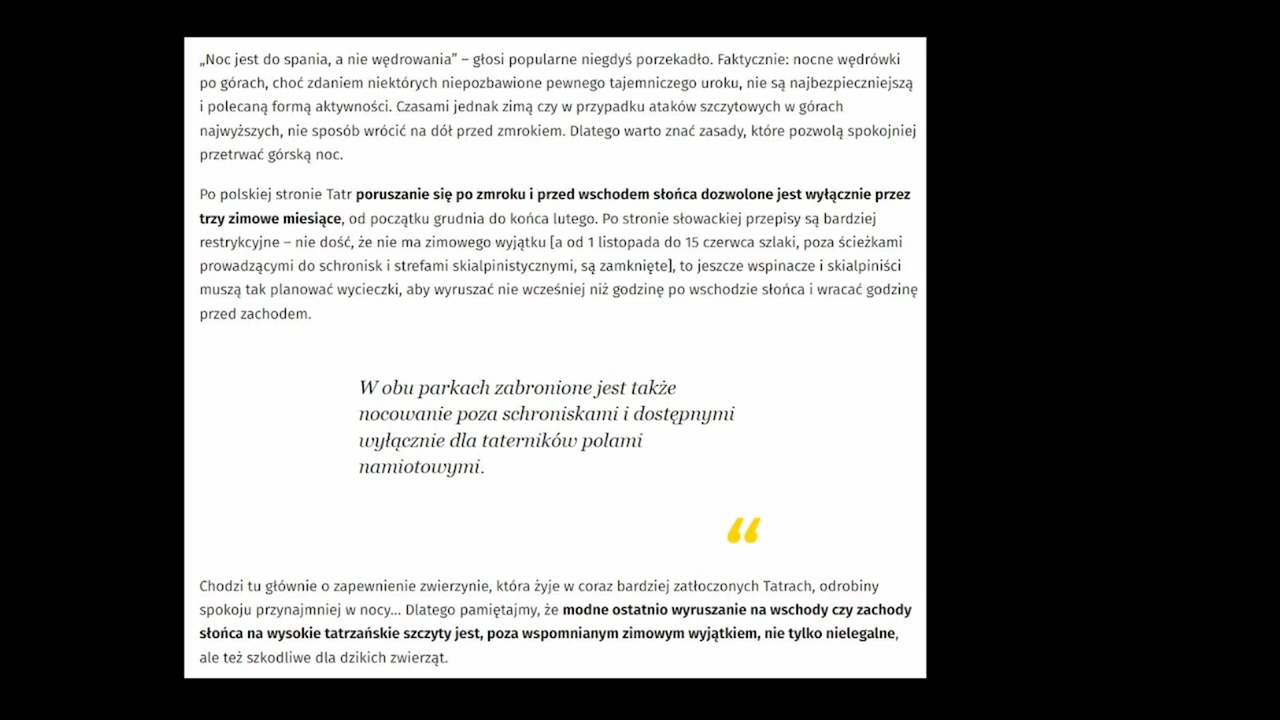 „Noc jest do spania, a nie wędrowania” – głosi popularne niegdyś porzekadło. Faktycznie: nocne wędrówki
po górach, choć zdaniem niektórych niepozbawione pewnego tajemniczego uroku, nie są najbezpieczniejszą
i polecaną formą aktywności. Czasami jednak zimą czy w przypadku ataków szczytowych w górach
najwyższych, nie sposób wrócić na dół przed zmrokiem. Dlatego warto znać zasady, które pozwolą spokojniej
przetrwać górską noc.
Po polskiej stronie Tatr poruszanie się po zmroku i przed wschodem słońca dozwolone jest wyłącznie przez
trzy zimowe miesiące, od początku grudnia do końca lutego. Po stronie słowackiej przepisy są bardziej
restrykcyjne – nie dość, że nie ma zimowego wyjątku [a od 1 listopada do 15 czerwca szlaki, poza ścieżkami
prowadzącymi do schronisk i strefami skialpinistycznymi, są zamknięte], to jeszcze wspinacze i skialpiniści
muszą tak planować wycieczki, aby wyruszać nie wcześniej niż godzinę po wschodzie słońca i wracać godzinę
przed zachodem.
W obu parkach zabronione jest także
nocowanie poza schroniskami i dostępnymi
wyłącznie dla taterników polami
namiotowymi.
“
Chodzi tu głównie o zapewnienie zwierzynie, która żyje w coraz bardziej zatłoczonych Tatrach, odrobiny
spokoju przynajmniej w nocy... Dlatego pamiętajmy, że modne ostatnio wyruszanie na wschody czy zachody
słońca na wysokie tatrzańskie szczyty jest, poza wspomnianym zimowym wyjątkiem, nie tylko nielegalne,
ale też szkodliwe dla dzikich zwierząt.